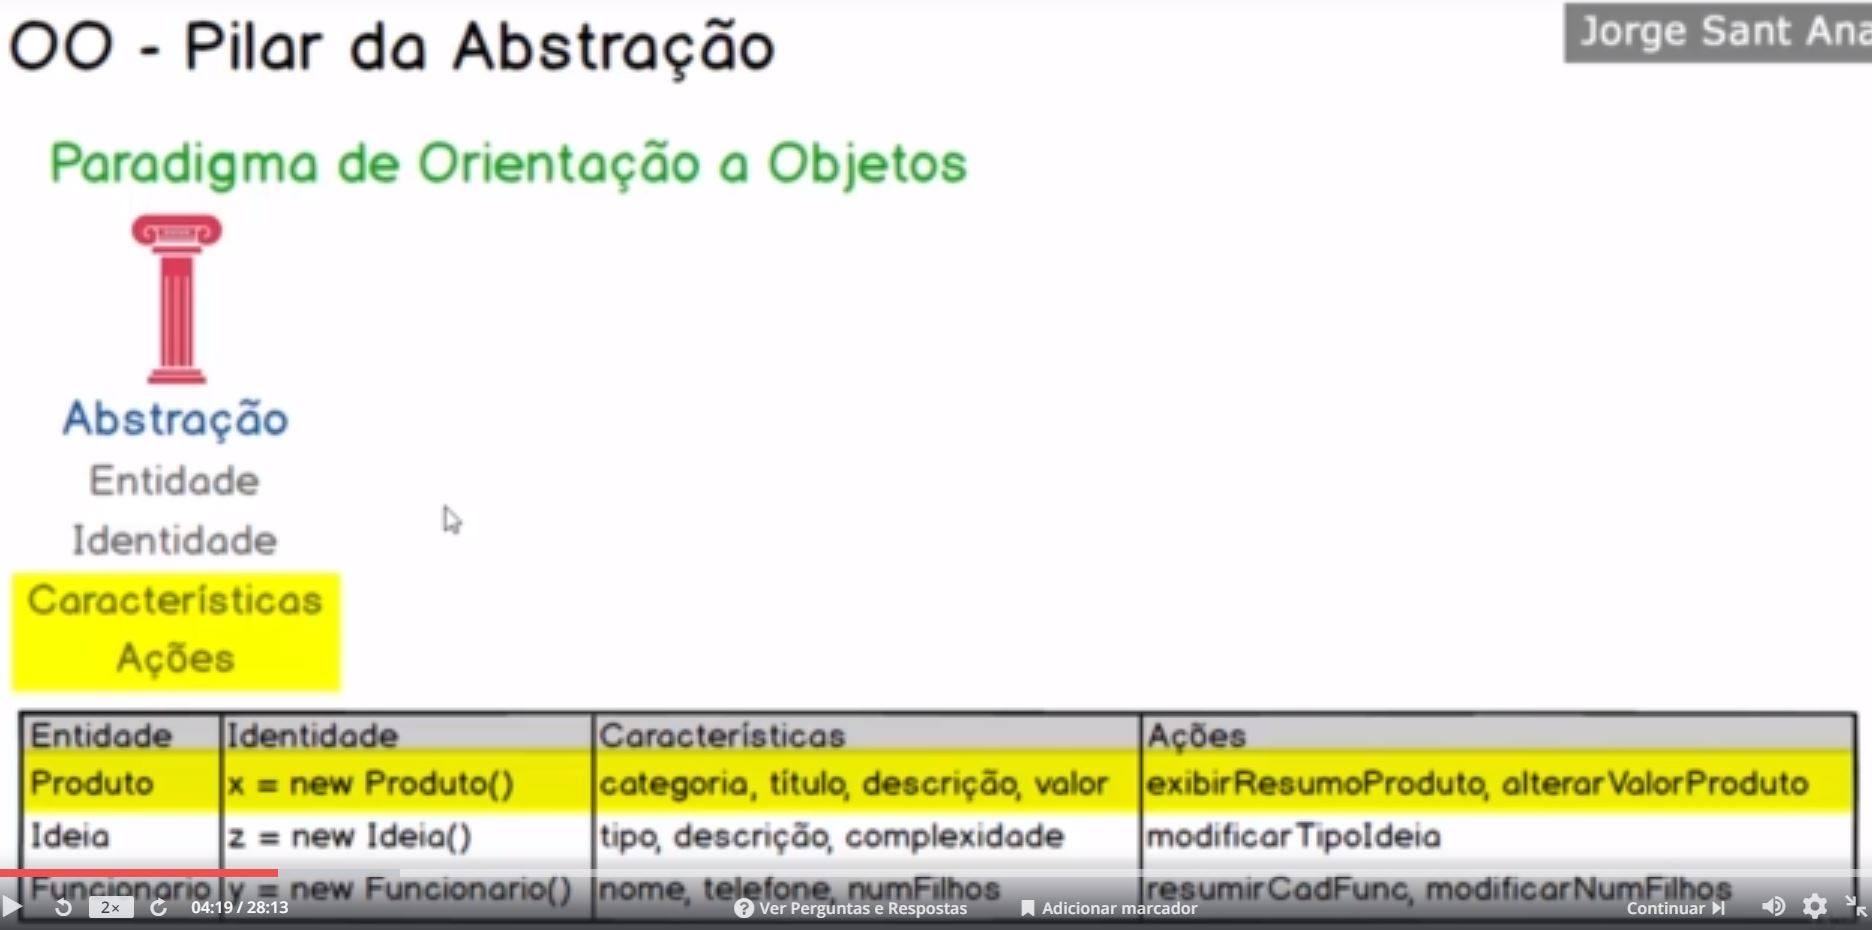 OO - Pilar da Abstração
Jorge Sant Ana
Paradigma de Orientação a Objetos
Abstração
Entidade
Identidade
Características
Ações
Entidade Identidade Características Ações
Produto x = new Produto() categoria, título, descrição, valor exibirResumoProduto, alterarValorProduto
Ideia z = new Ideia() tipo, descrição, complexidade modificarTipoIdeia
Funcionario y = new Funcionario() nome, telefone, numFilhos resumirCadFunc, modificarNumFilhos
2× 04:19 / 28:13 Ver Perguntas e Respostas Adicionar marcador Continuar